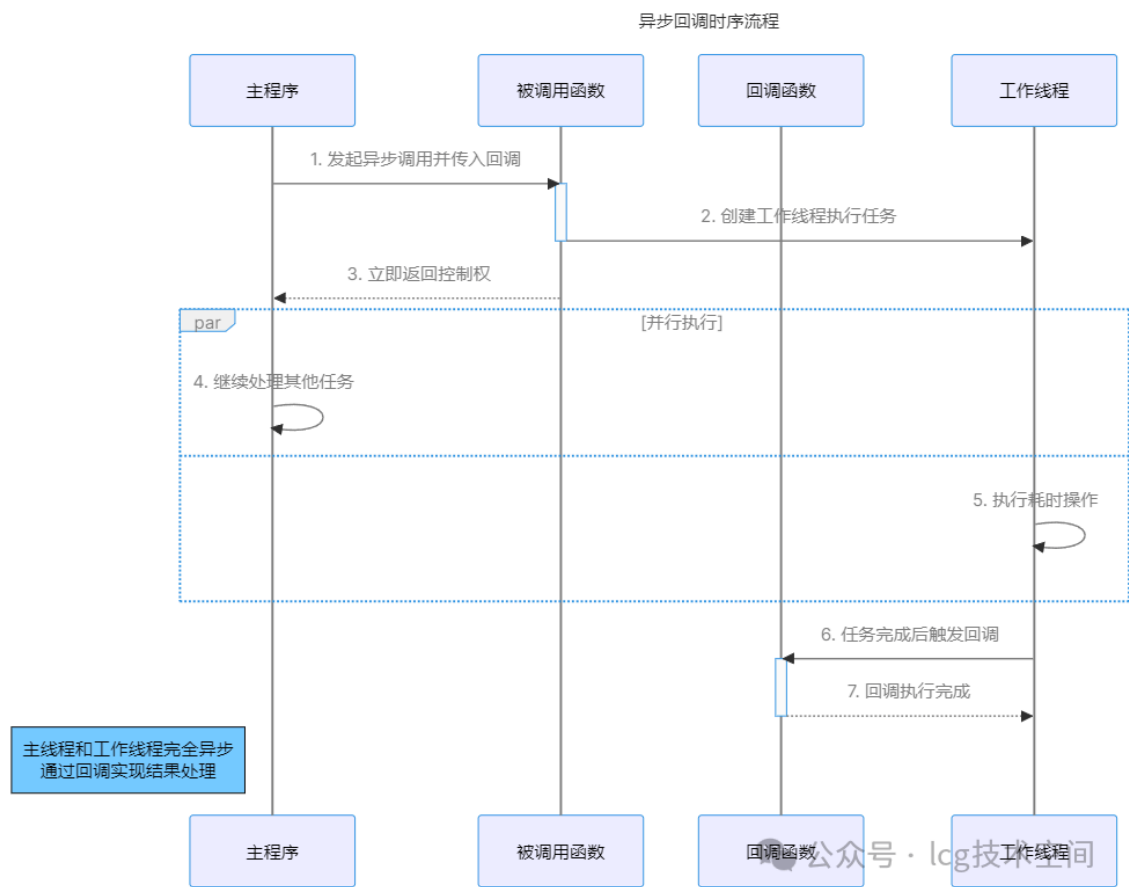 异步回调时序流程
主程序
被调用函数
回调函数
工作线程
1. 发起异步调用并传入回调
2. 创建工作线程执行任务
3. 立即返回控制权
par
[并行执行]
4. 继续处理其他任务
5. 执行耗时操作
6. 任务完成后触发回调
7. 回调执行完成
主线程和工作线程完全异步
通过回调实现结果处理
主程序
被调用函数
回调函数
工作线程
公众号 · lcg技术空间